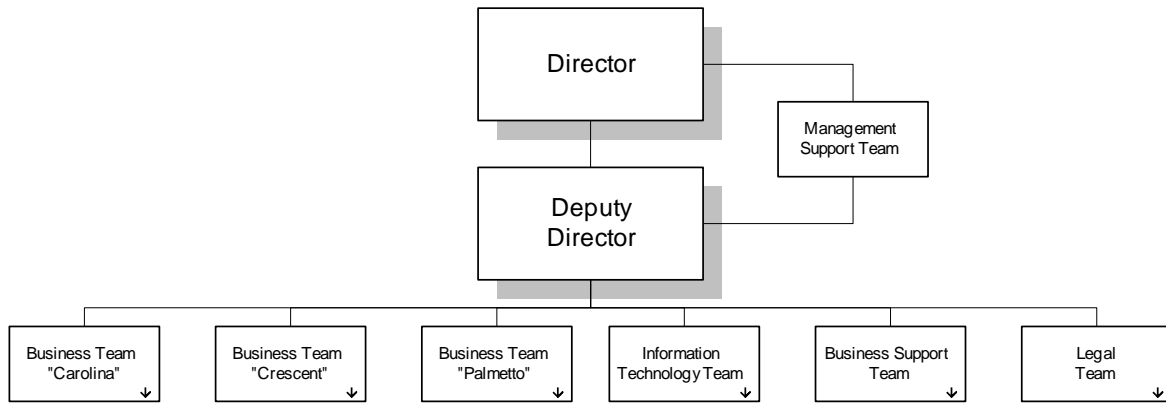 Director
Management
Support Team
Deputy
Director
Business Team
"Carolina"
Business Team
"Crescent"
Business Team
"Palmetto"
Information
Technology Team
Business Support
Team
Legal
Team